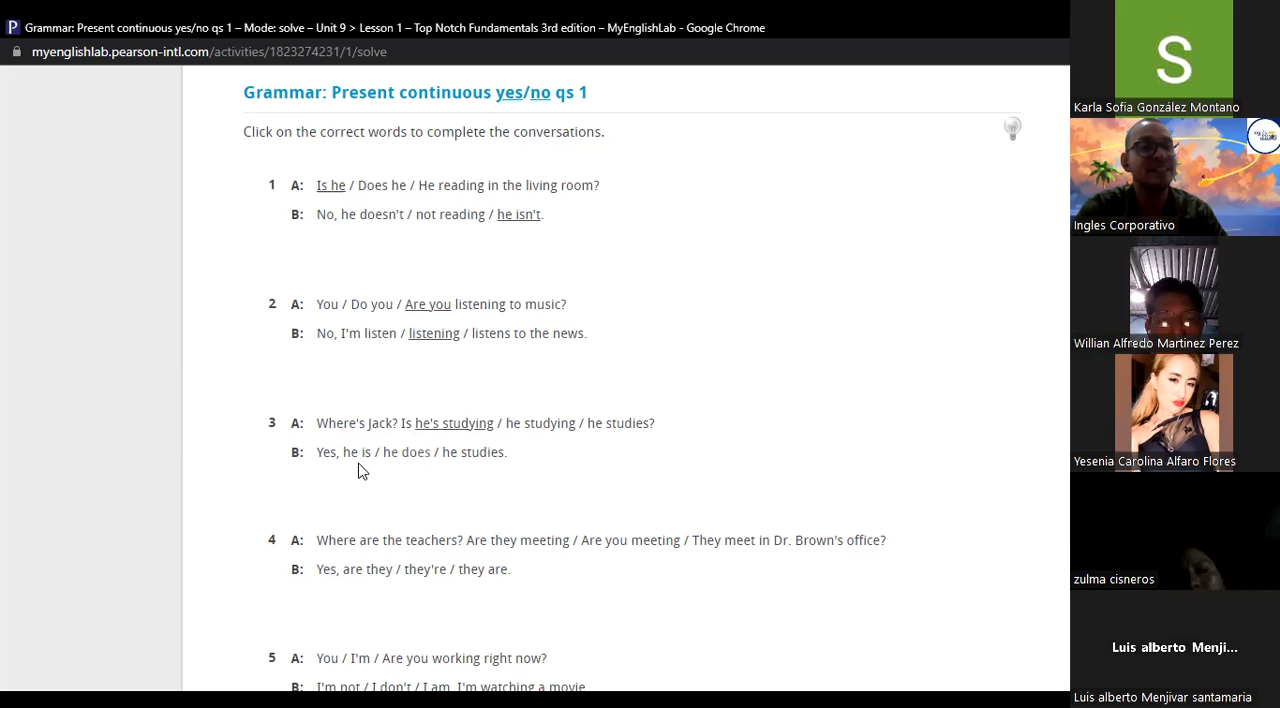 Grammar: Present continuous yes/no qs 1 – Mode: solve – Unit 9 > Lesson 1 – Top Notch Fundamentals 3rd edition – MyEnglishLab - Google Chrome
myenglishlab.pearson-intl.com/activities/1823274231/1/solve
Grammar: Present continuous yes/no qs 1
Click on the correct words to complete the conversations.
1 A: Is he / Does he / He reading in the living room?
B: No, he doesn't / not reading / he isn't.
2 A: You / Do you / Are you listening to music?
B: No, I'm listen / listening / listens to the news.
3 A: Where's Jack? Is he's studying / he studying / he studies?
B: Yes, he is / he does / he studies.
4 A: Where are the teachers? Are they meeting / Are you meeting / They meet in Dr. Brown's office?
B: Yes, are they / they're / they are.
5 A: You / I'm / Are you working right now?
B: I'm not / I don't / I am. I'm watching a movie
S
Karla Sofía González Montano
Ingles Corporativo
Willian Alfredo Martinez Perez
Yesenia Carolina Alfaro Flores
zulma cisneros
Luis alberto Menji...
Luis alberto Menjivar santamaria